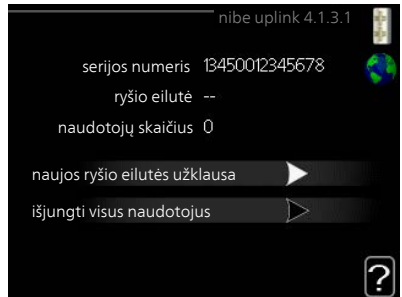 nibe uplink 4.1.3.1
serijos numeris 13450012345678
ryšio eilutė --
naudotojų skaičius 0
naujos ryšio eilutės užklausa
išjungti visus naudotojus
?